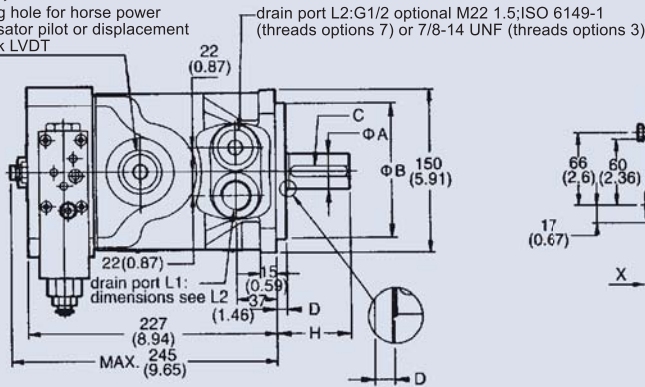 g hole for horse power
sator pilot or displacement
k LVDT
drain port L2:G1/2 optional M22 1.5;ISO 6149-1
(threads options 7) or 7/8-14 UNF (threads options 3)
22
(0.87)
C
ΦA
ΦB
150
(5.91)
66
(2.6)
60
(2.36)
17
(0.67)
X
22(0.87)
drain port L1:
dimensions see L2
15
(0.59)
37
(1.46)
D
H
227
(8.94)
MAX. 245
(9.65)
D